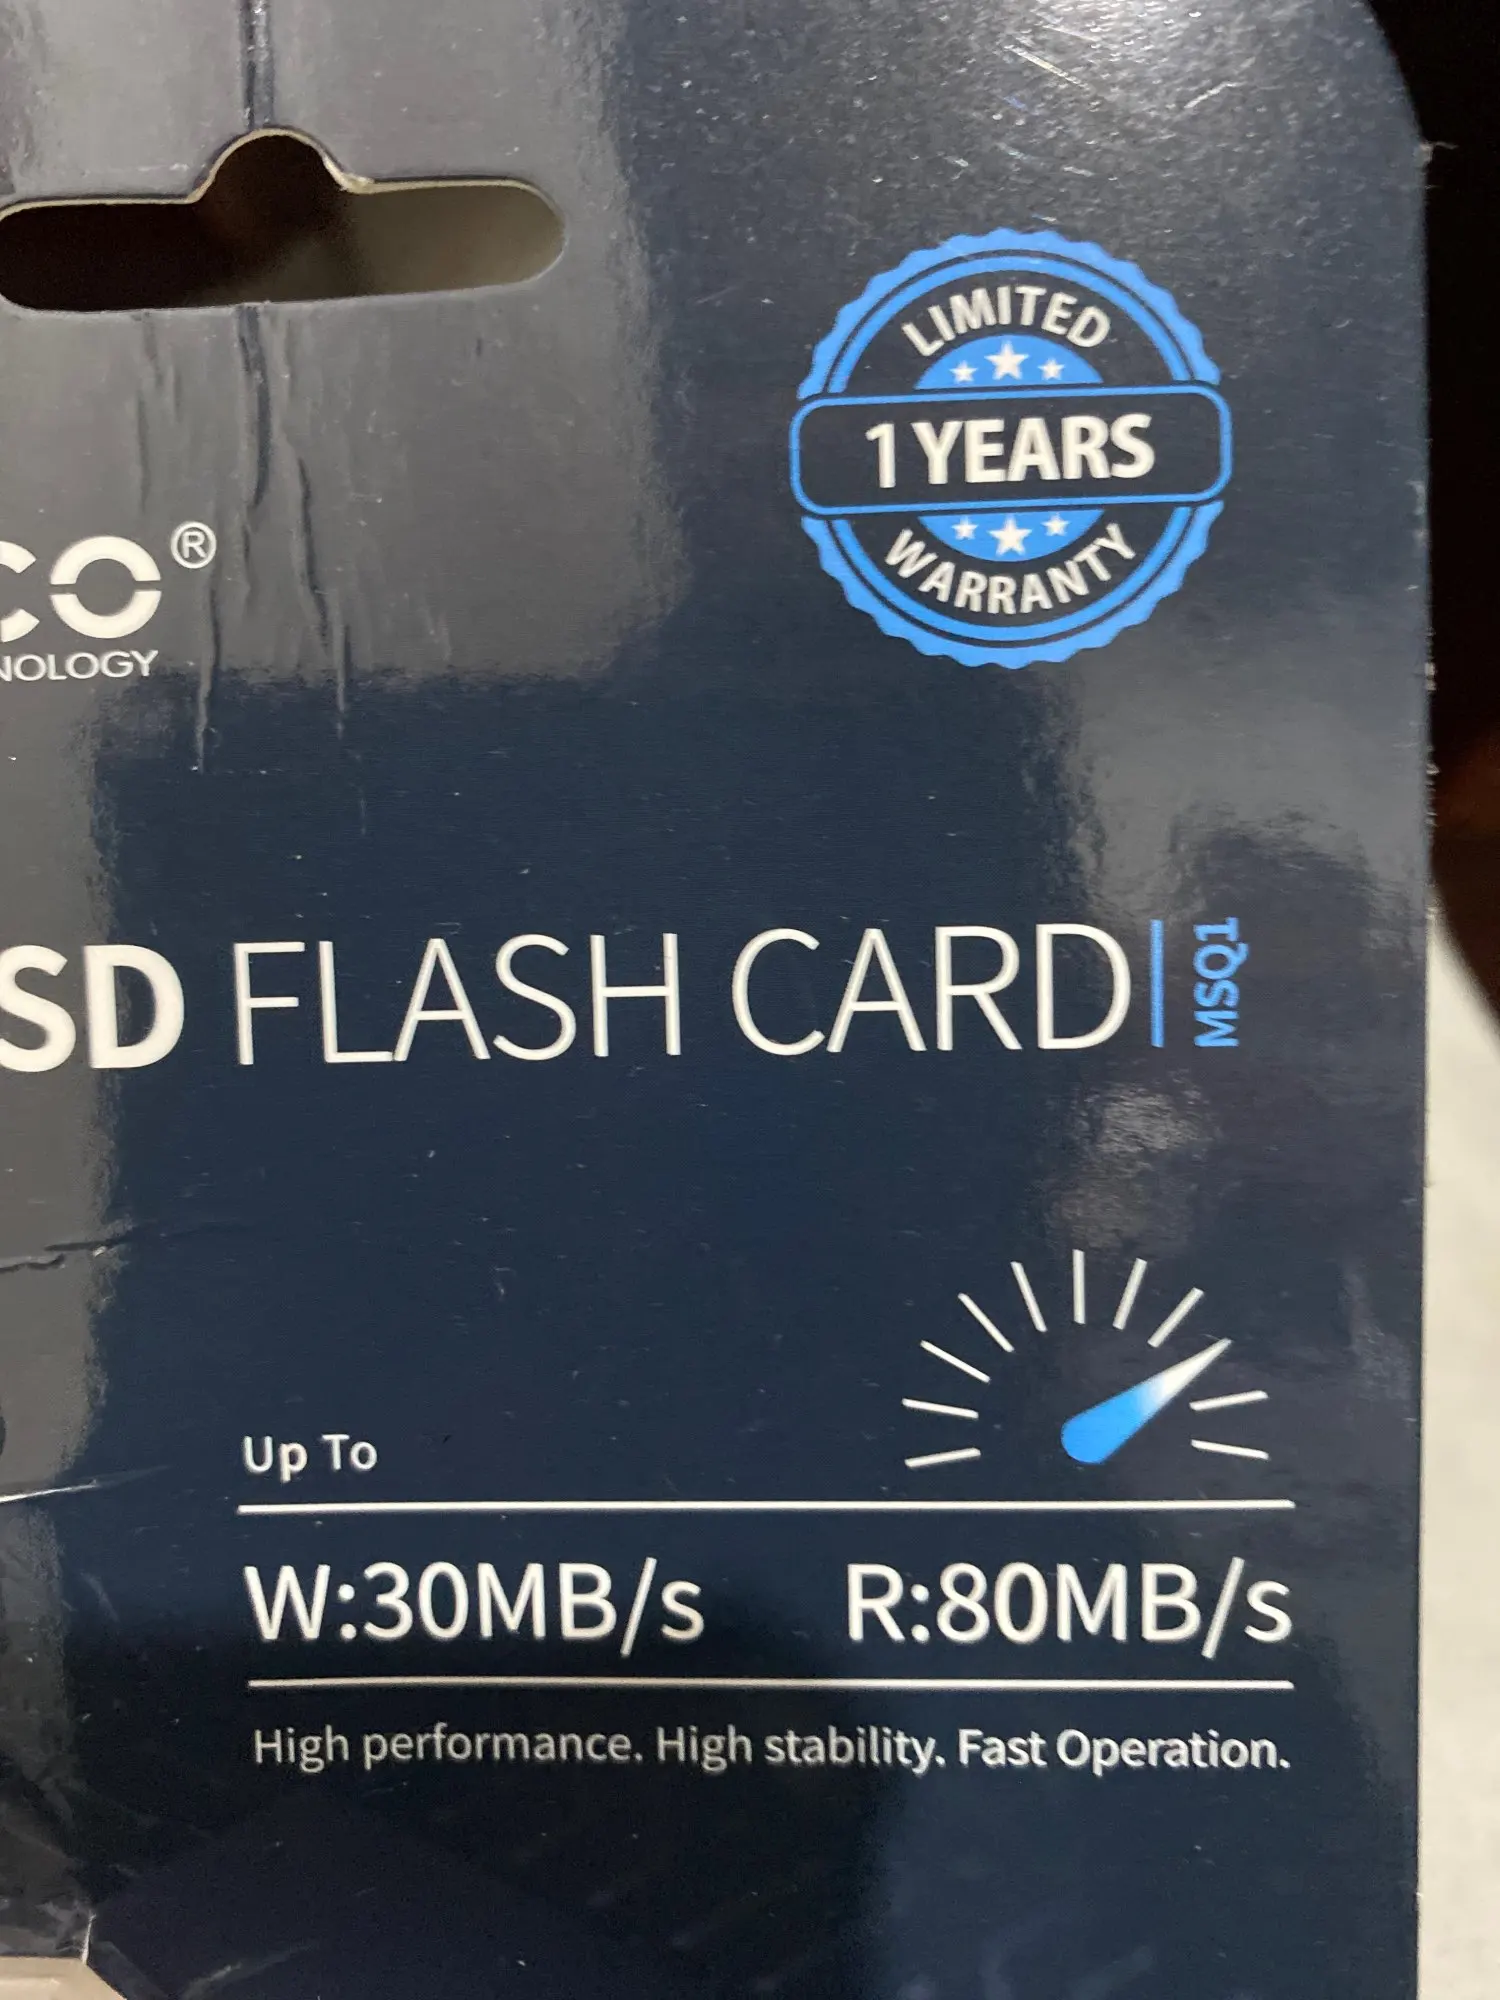 LIMITED
1 YEARS
WARRANTY
CO®
NOLOGY
SD FLASH CARD MSQ1
Up To
W:30MB/s R:80MB/s
High performance. High stability. Fast Operation.